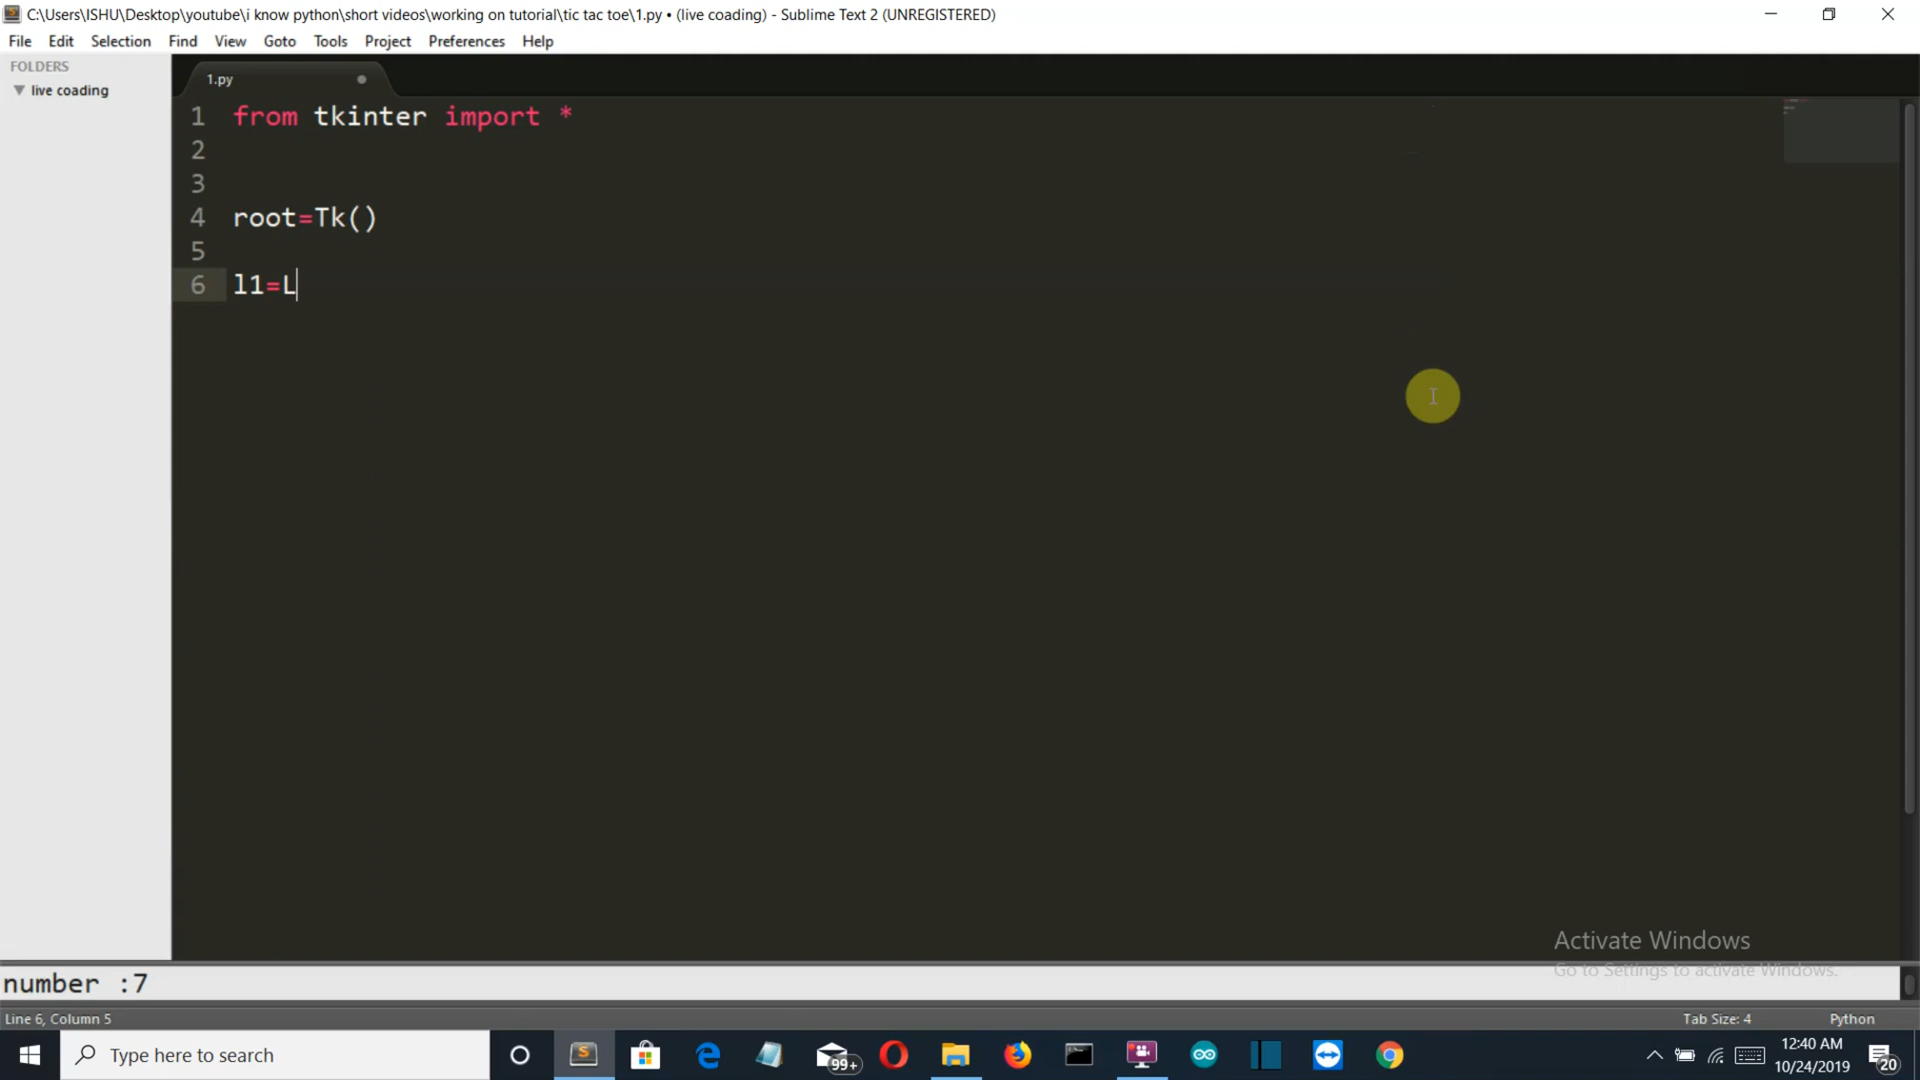 C:\Users\ISHU\Desktop\youtube\i know python\short videos\working on tutorial\tic tac toe\1.py • (live coading) - Sublime Text 2 (UNREGISTERED)
File Edit Selection Find View Goto Tools Project Preferences Help
FOLDERS
live coading
1.py
1 from tkinter import *
2
3
4 root=Tk()
5
6 l1=L
Activate Windows
Go to Settings to activate Windows.
number :7
Line 6, Column 5
Tab Size: 4
Python
Type here to search
99+
12:40 AM
10/24/2019
20